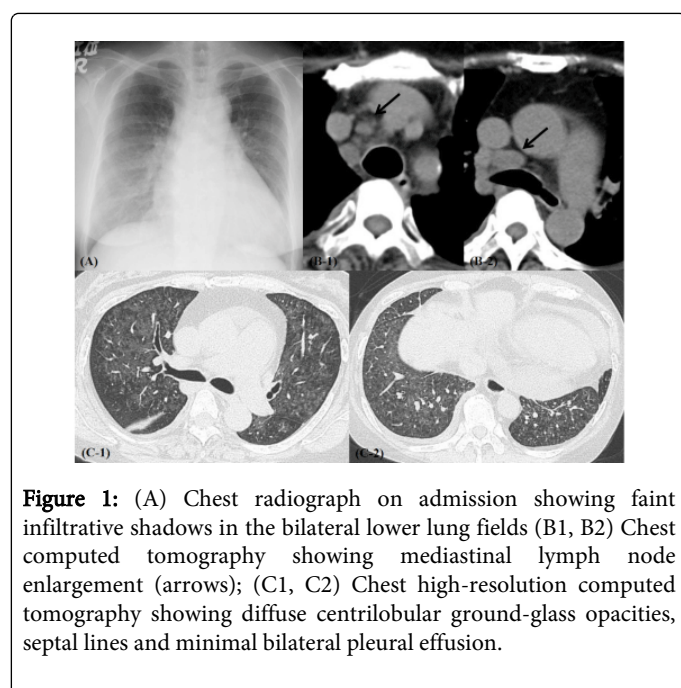 (A)
(B-1)
(B-2)
(C-1)
(C-2)
Figure 1: (A) Chest radiograph on admission showing faint
infiltrative shadows in the bilateral lower lung fields (B1, B2) Chest
computed tomography showing mediastinal lymph node
enlargement (arrows); (C1, C2) Chest high-resolution computed
tomography showing diffuse centrilobular ground-glass opacities,
septal lines and minimal bilateral pleural effusion.